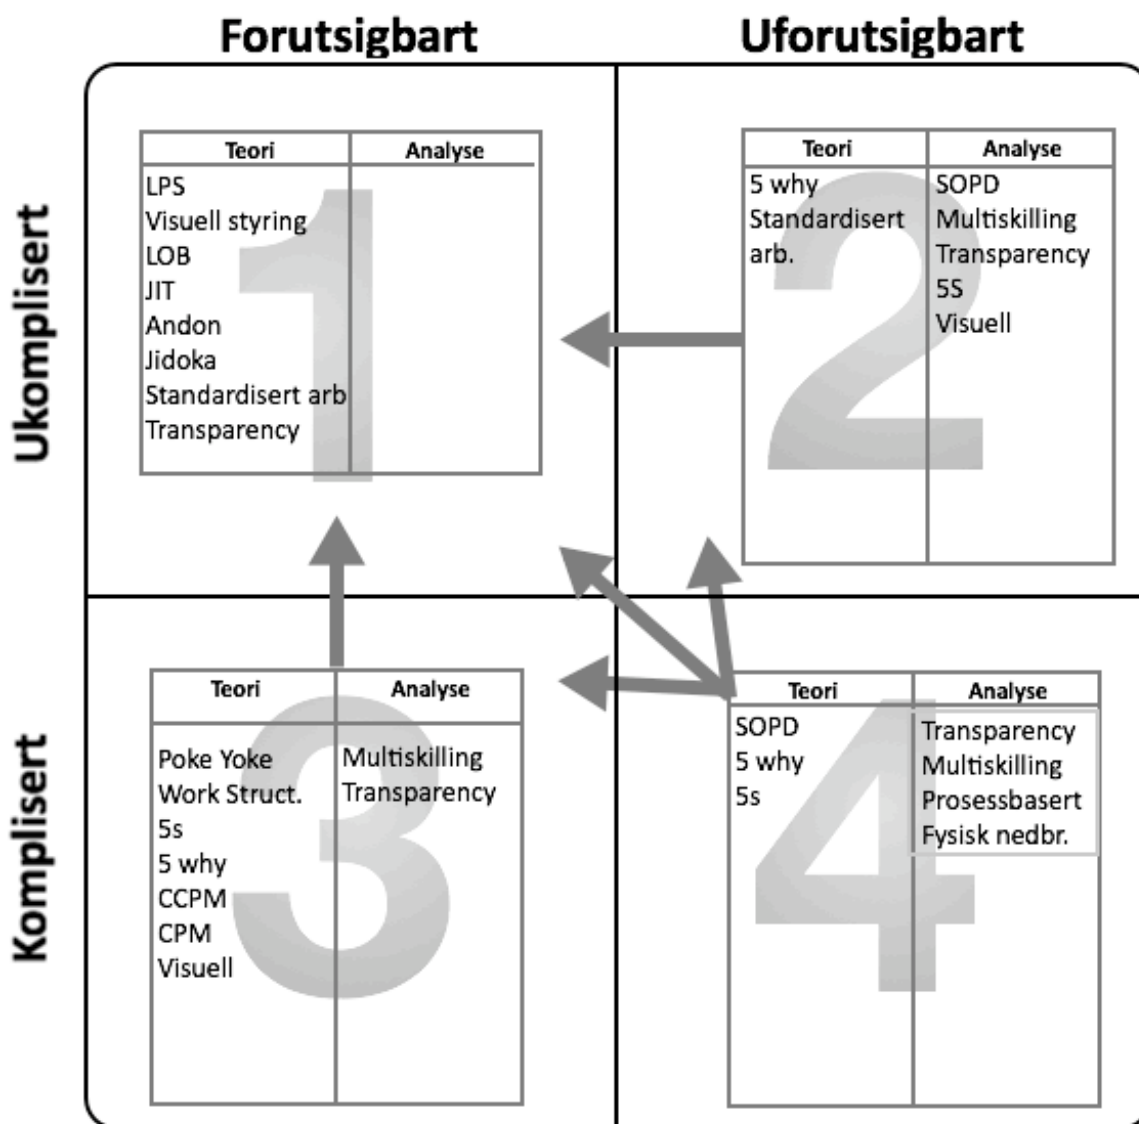 Forutsigbart
Uforutsigbart
Ukomplisert
Teori
Analyse
LPS
Visuell styring
LOB
JIT
Andon
Jidoka
Standardisert arb
Transparency
1
Teori
Analyse
5 why
Standardisert
arb.
SOPD
Multiskilling
Transparency
5S
Visuell
2
Komplisert
Teori
Analyse
Poke Yoke
Work Struct.
5s
5 why
CCPM
CPM
Visuell
Multiskilling
Transparency
3
Teori
Analyse
SOPD
5 why
5s
Transparency
Multiskilling
Prosessbasert
Fysisk nedbr.
4